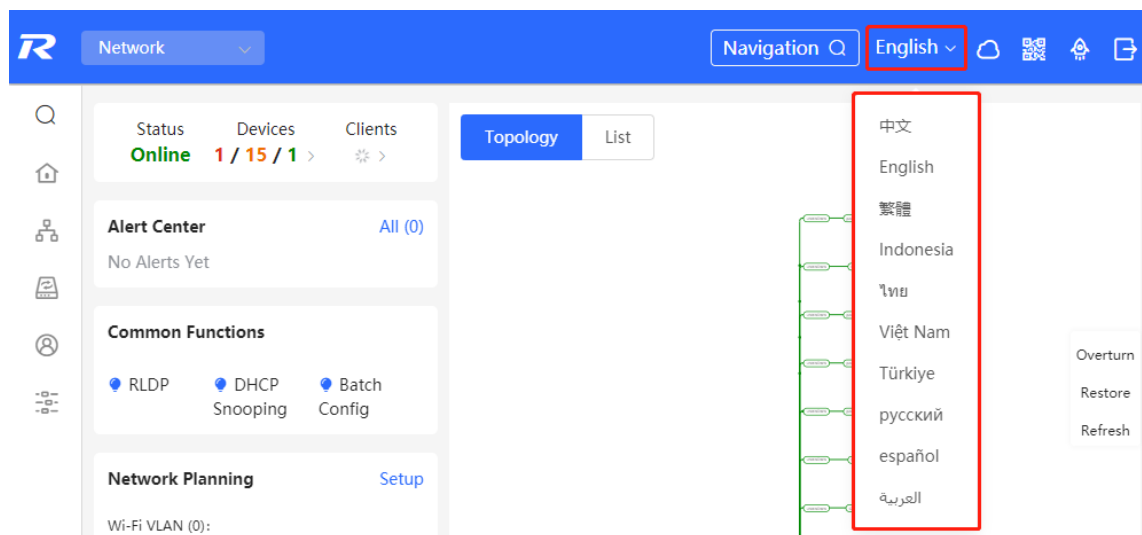 Network
Navigation
English
Status Devices Clients
Online 1 / 15 / 1
Alert Center All (0)
No Alerts Yet
Common Functions
RLDP DHCP Snooping Batch Config
Network Planning Setup
Wi-Fi VLAN (0):
Topology List
中文
English
繁體
Indonesia
ไทย
Việt Nam
Türkiye
русский
español
العربية
Overturn
Restore
Refresh